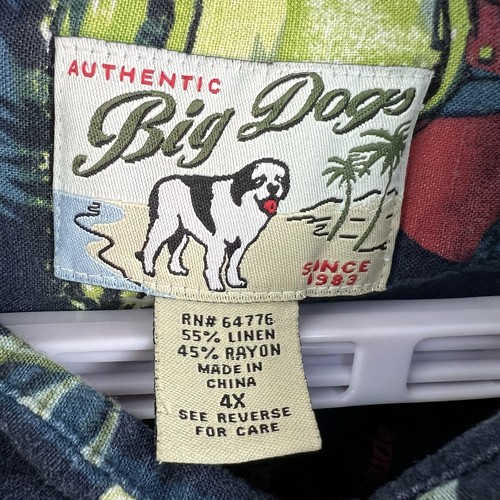 AUTHENTIC
Big Dogs
SINCE
1983
RN# 64776
55% LINEN
45% RAYON
MADE IN
CHINA
4X
SEE REVERSE
FOR CARE